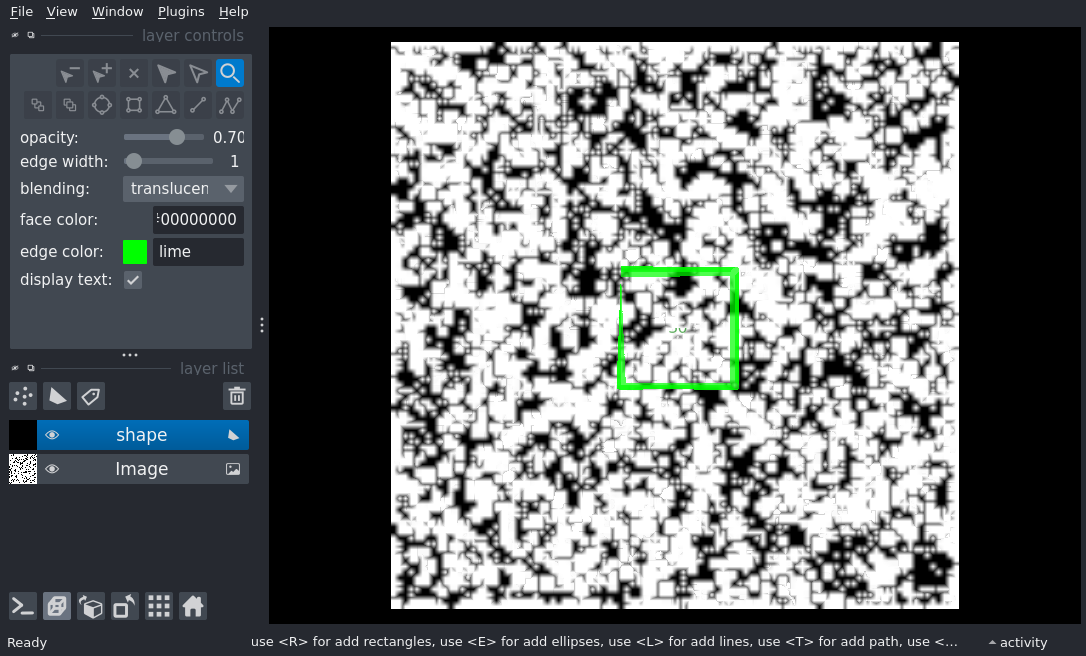 File View Window Plugins Help
layer controls
opacity: 0.70
edge width: 1
blending: translucen
face color: 00000000
edge color: lime
display text:
layer list
shape
Image
Ready
use <R> for add rectangles, use <E> for add ellipses, use <L> for add lines, use <T> for add path, use <...
activity